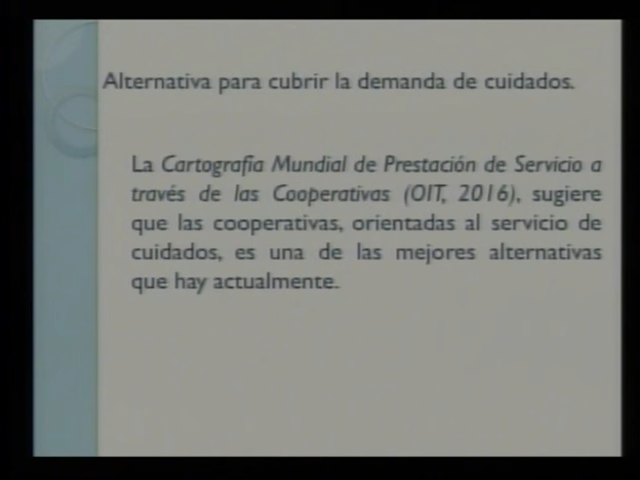 Alternativa para cubrir la demanda de cuidados.
La Cartografía Mundial de Prestación de Servicio a
través de las Cooperativas (OIT, 2016), sugiere
que las cooperativas, orientadas al servicio de
cuidados, es una de las mejores alternativas
que hay actualmente.